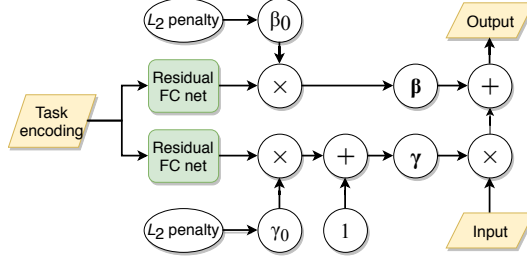 L2 penalty
β0
Output
Residual
FC net
×
β
+
Task
encoding
Residual
FC net
×
+
γ
×
L2 penalty
γ0
1
Input